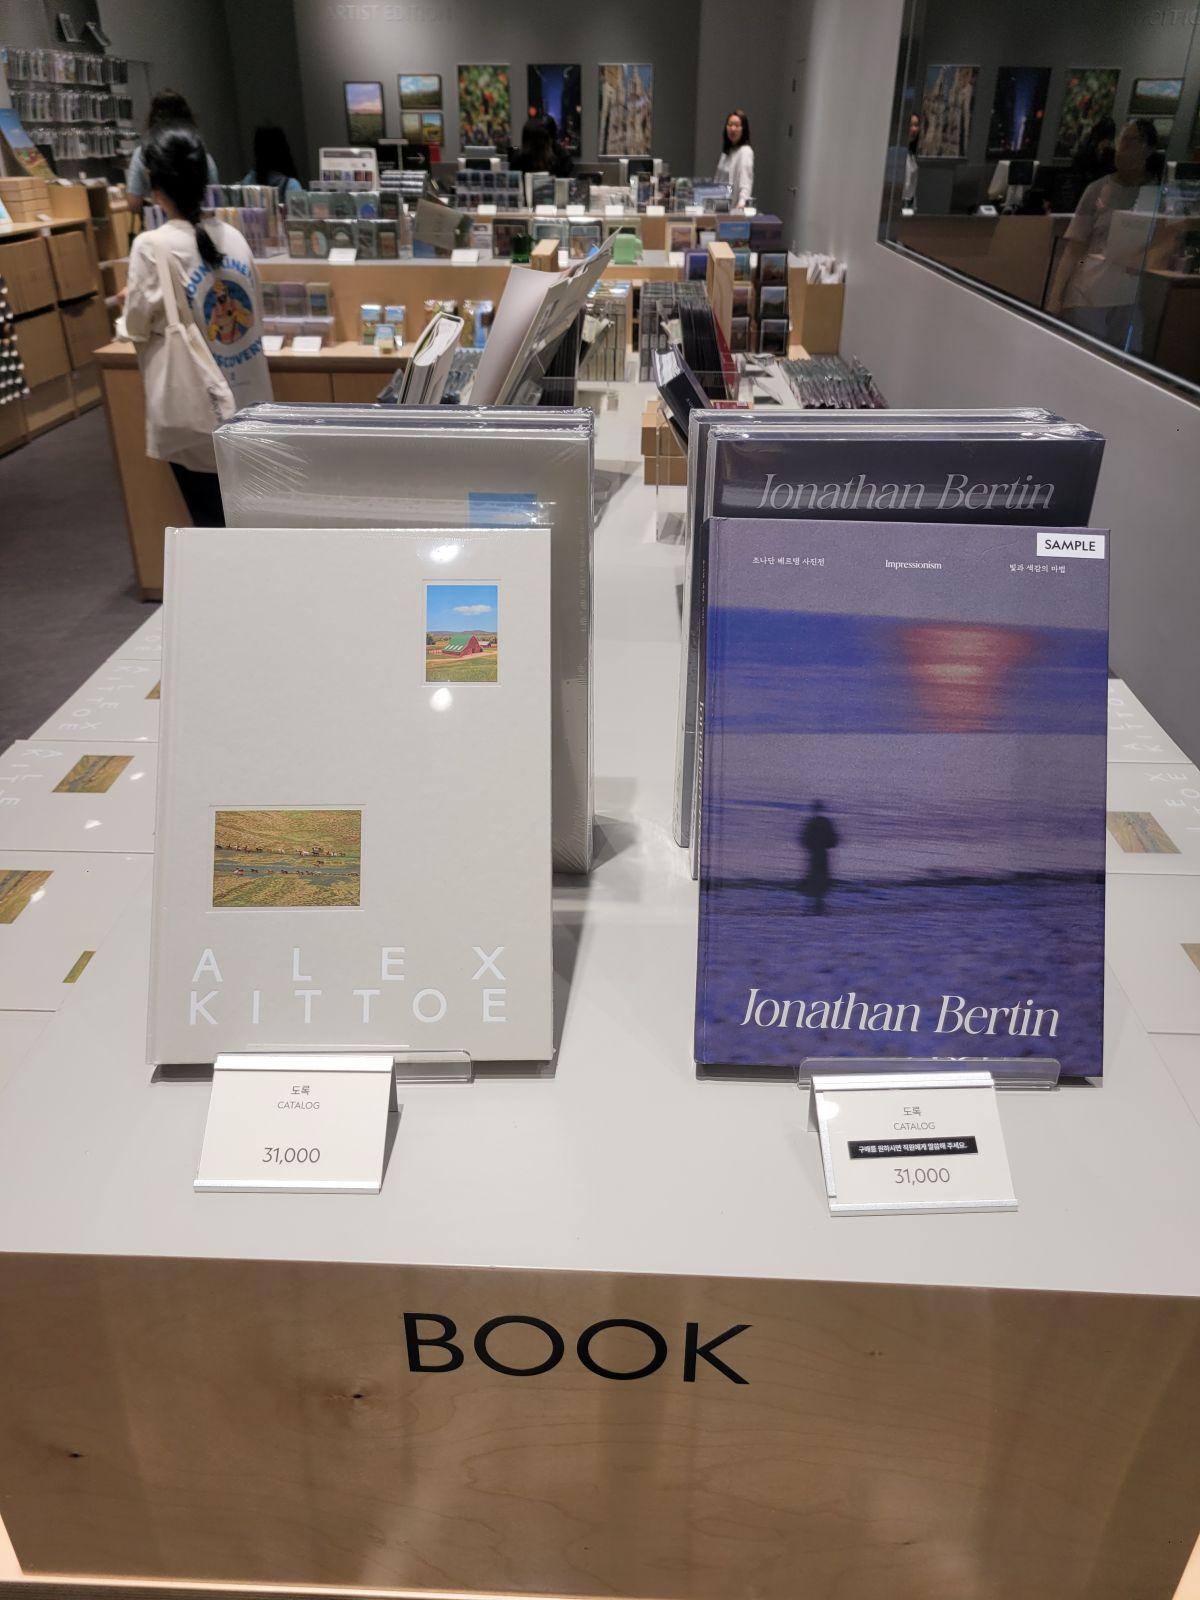 ARTIST EDITION
Jonathan Bertin
SAMPLE
조나단 베르탱 사진전
Impressionism
빛과 색감의 마법
Jonathan Bertin
ALEX
KITTOE
도록
CATALOG
31,000
도록
CATALOG
구매를 원하시면 직원에게 말씀해 주세요.
31,000
BOOK